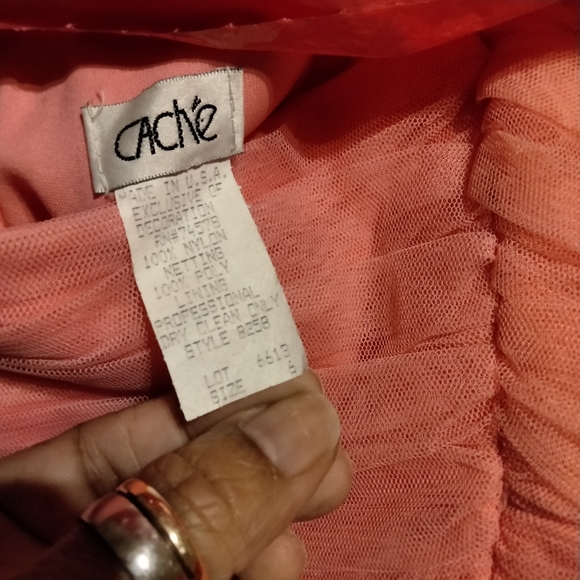 CAChé
MADE IN U.S.A.
EXCLUSIVE OF
DECORATION
RN#74578
100% NYLON
NETTING
100% POLY
LINING
PROFESSIONAL
DRY CLEAN ONLY
STYLE 8258
LOT 6613
SIZE 6